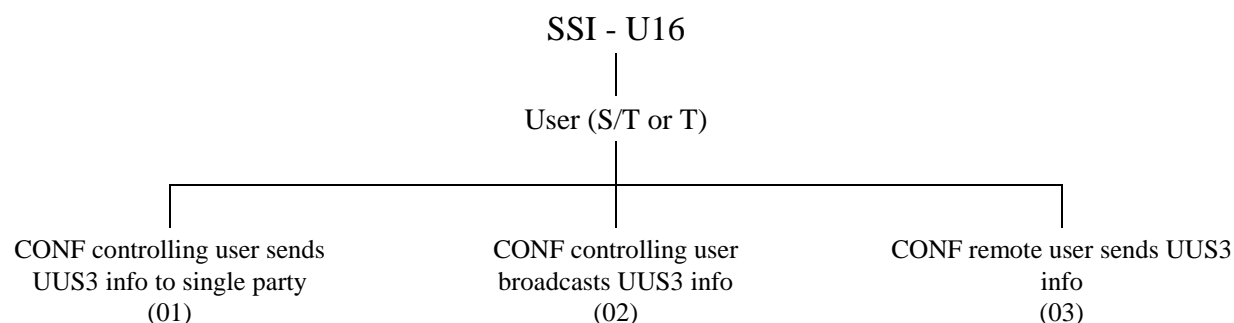 SSI - U16
User (S/T or T)
CONF controlling user sends
UUS3 info to single party
(01)
CONF controlling user
broadcasts UUS3 info
(02)
CONF remote user sends UUS3
info
(03)